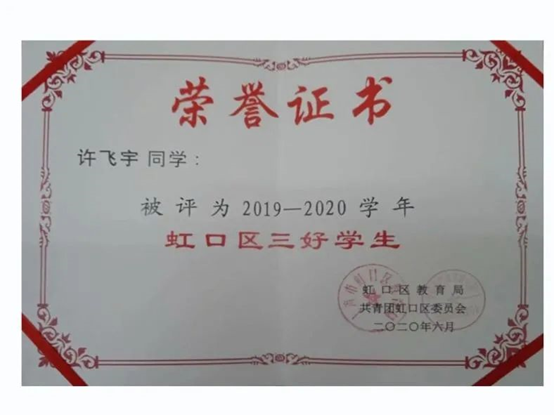 荣誉证书
许飞宇 同学：
被评为2019—2020学年
虹口区三好学生
虹口区教育局
共青团虹口区委员会
二〇二〇年六月